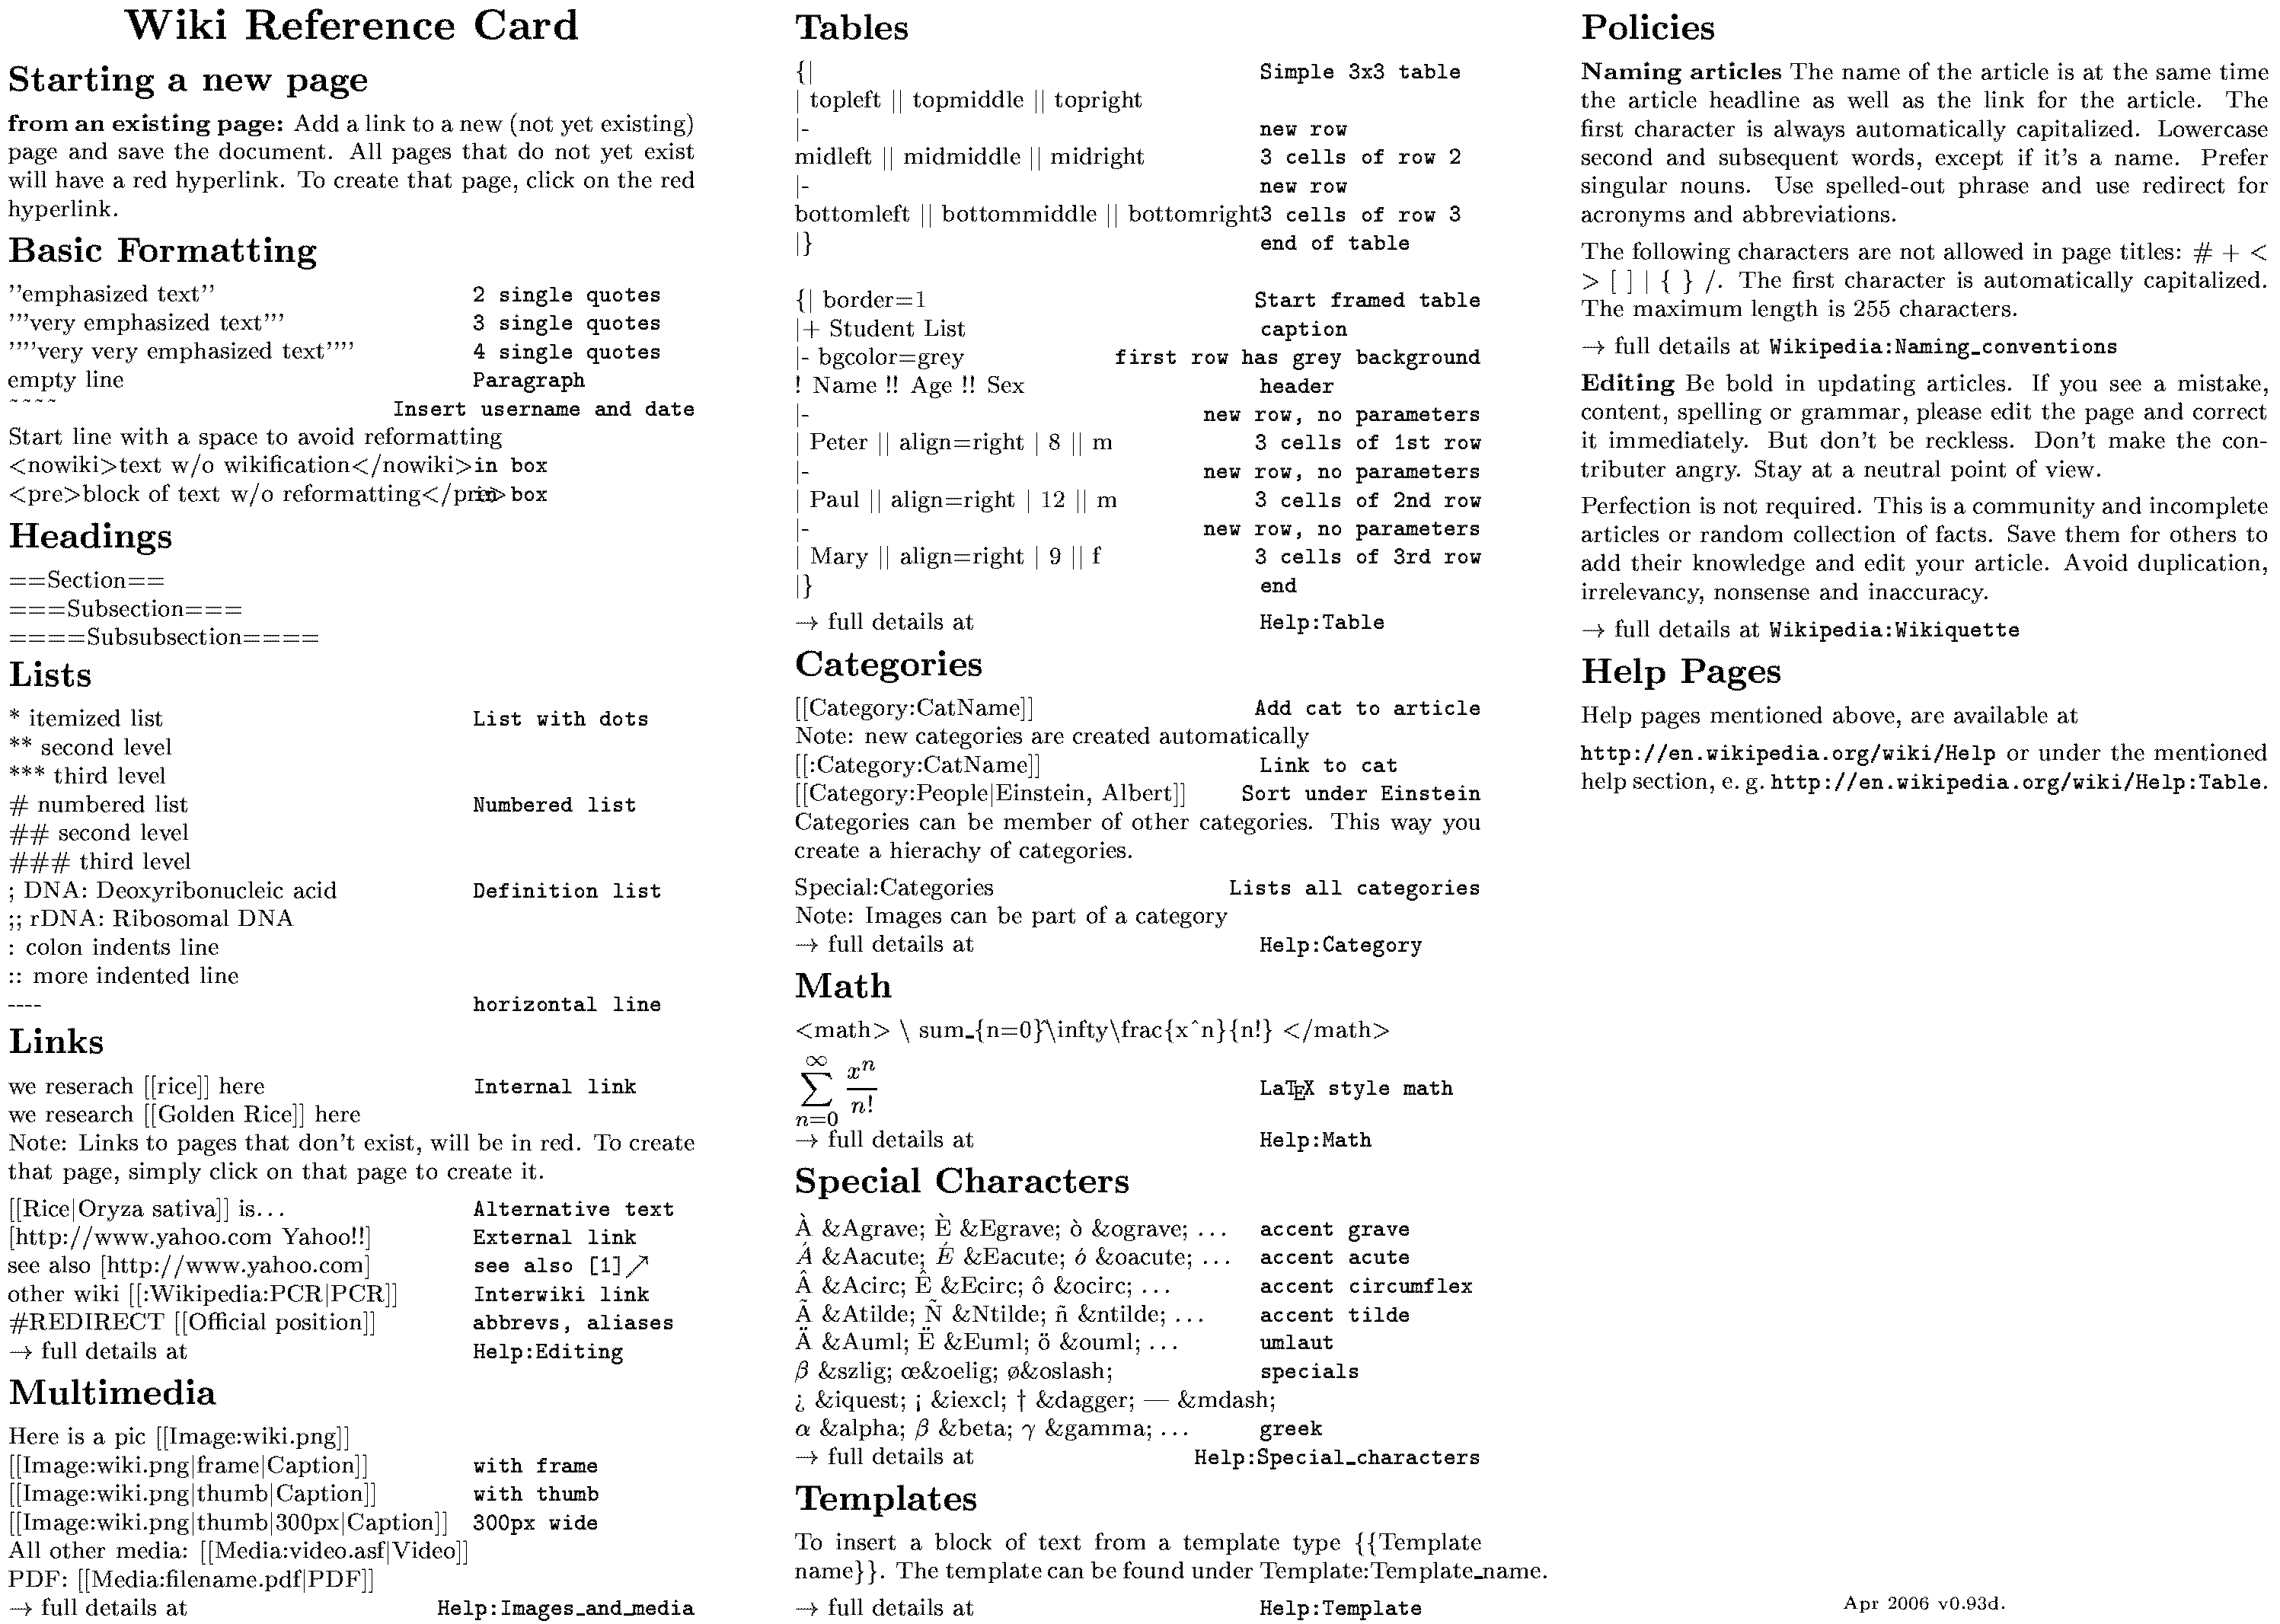 Wiki Reference Card
Starting a new page
from an existing page: Add a link to a new (not yet existing)
page and save the document. All pages that do not yet exist
will have a red hyperlink. To create that page, click on the red
hyperlink.
Basic Formatting
''emphasized text'' 2 single quotes
'''very emphasized text''' 3 single quotes
''''very very emphasized text'''' 4 single quotes
empty line Paragraph
~~~~ Insert username and date
Start line with a space to avoid reformatting
<nowiki>text w/o wikification</nowiki>in box
<pre>block of text w/o reformatting</pre>in box
Headings
==Section==
===Subsection===
====Subsubsection====
Lists
* itemized list List with dots
** second level
*** third level
# numbered list Numbered list
## second level
### third level
; DNA: Deoxyribonucleic acid Definition list
;; rDNA: Ribosomal DNA
: colon indents line
:: more indented line
---- horizontal line
Links
we reserach [[rice]] here Internal link
we research [[Golden Rice]] here
Note: Links to pages that don't exist, will be in red. To create
that page, simply click on that page to create it.
[[Rice|Oryza sativa]] is... Alternative text
[http://www.yahoo.com Yahoo!!] External link
see also [http://www.yahoo.com] see also [1]↗
other wiki [[:Wikipedia:PCR|PCR]] Interwiki link
#REDIRECT [[Official position]] abbrevs, aliases
→ full details at Help:Editing
Multimedia
Here is a pic [[Image:wiki.png]]
[[Image:wiki.png|frame|Caption]] with frame
[[Image:wiki.png|thumb|Caption]] with thumb
[[Image:wiki.png|thumb|300px|Caption]] 300px wide
All other media: [[Media:video.asf|Video]]
PDF: [[Media:filename.pdf|PDF]]
→ full details at Help:Images_and_media
Tables
{| Simple 3x3 table
| topleft || topmiddle || topright
|- new row
midleft || midmiddle || midright 3 cells of row 2
|- new row
bottomleft || bottommiddle || bottomright3 cells of row 3
|} end of table
{| border=1 Start framed table
|+ Student List caption
|- bgcolor=grey first row has grey background
! Name !! Age !! Sex header
|- new row, no parameters
| Peter || align=right | 8 || m 3 cells of 1st row
|- new row, no parameters
| Paul || align=right | 12 || m 3 cells of 2nd row
|- new row, no parameters
| Mary || align=right | 9 || f 3 cells of 3rd row
|} end
→ full details at Help:Table
Categories
[[Category:CatName]] Add cat to article
Note: new categories are created automatically
[[:Category:CatName]] Link to cat
[[Category:People|Einstein, Albert]] Sort under Einstein
Categories can be member of other categories. This way you
create a hierachy of categories.
Special:Categories Lists all categories
Note: Images can be part of a category
→ full details at Help:Category
Math
<math> \ sum_{n=0}^\infty\frac{x^n}{n!} </math>
∑ n=0 ∞ x^n/n! LaTeX style math
→ full details at Help:Math
Special Characters
À &Agrave; È &Egrave; ò &ograve; ... accent grave
Á &Aacute; É &Eacute; ó &oacute; ... accent acute
Â &Acirc; Ê &Ecirc; ô &ocirc; ... accent circumflex
Ã &Atilde; Ñ &Ntilde; ñ &ntilde; ... accent tilde
Ä &Auml; Ë &Euml; ö &ouml; ... umlaut
β &szlig; œ&oelig; ø&oslash; specials
¿ &iquest; ¡ &iexcl; † &dagger; — &mdash;
α &alpha; β &beta; γ &gamma; ... greek
→ full details at Help:Special_characters
Templates
To insert a block of text from a template type {{Template
name}}. The template can be found under Template:Template_name.
→ full details at Help:Template
Policies
Naming articles The name of the article is at the same time
the article headline as well as the link for the article. The
first character is always automatically capitalized. Lowercase
second and subsequent words, except if it's a name. Prefer
singular nouns. Use spelled-out phrase and use redirect for
acronyms and abbreviations.
The following characters are not allowed in page titles: # + <
> [ ] | { } /. The first character is automatically capitalized.
The maximum length is 255 characters.
→ full details at Wikipedia:Naming_conventions
Editing Be bold in updating articles. If you see a mistake,
content, spelling or grammar, please edit the page and correct
it immediately. But don't be reckless. Don't make the con-
tributer angry. Stay at a neutral point of view.
Perfection is not required. This is a community and incomplete
articles or random collection of facts. Save them for others to
add their knowledge and edit your article. Avoid duplication,
irrelevancy, nonsense and inaccuracy.
→ full details at Wikipedia:Wikiquette
Help Pages
Help pages mentioned above, are available at
http://en.wikipedia.org/wiki/Help or under the mentioned
help section, e. g. http://en.wikipedia.org/wiki/Help:Table.
Apr 2006 v0.93d.